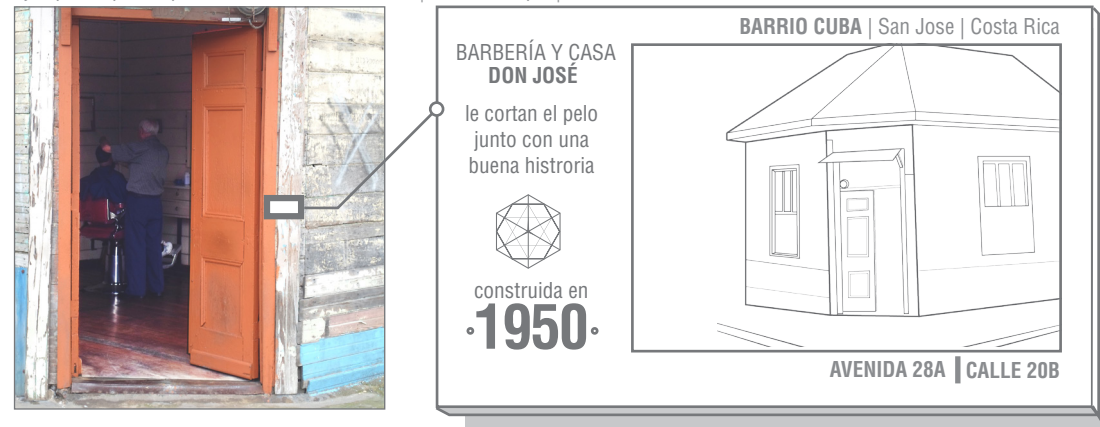 BARRIO CUBA | San Jose | Costa Rica
BARBERÍA Y CASA
DON JOSÉ
le cortan el pelo
junto con una
buena histroria
construida en
1950
AVENIDA 28A | CALLE 20B